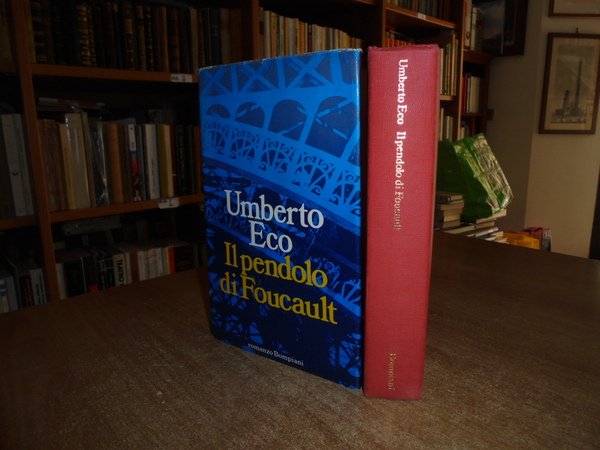 Umberto
Eco
Il pendolo
di Foucault
romanzo Bompiani
Umberto Eco Il pendolo di Foucault
Bompiani